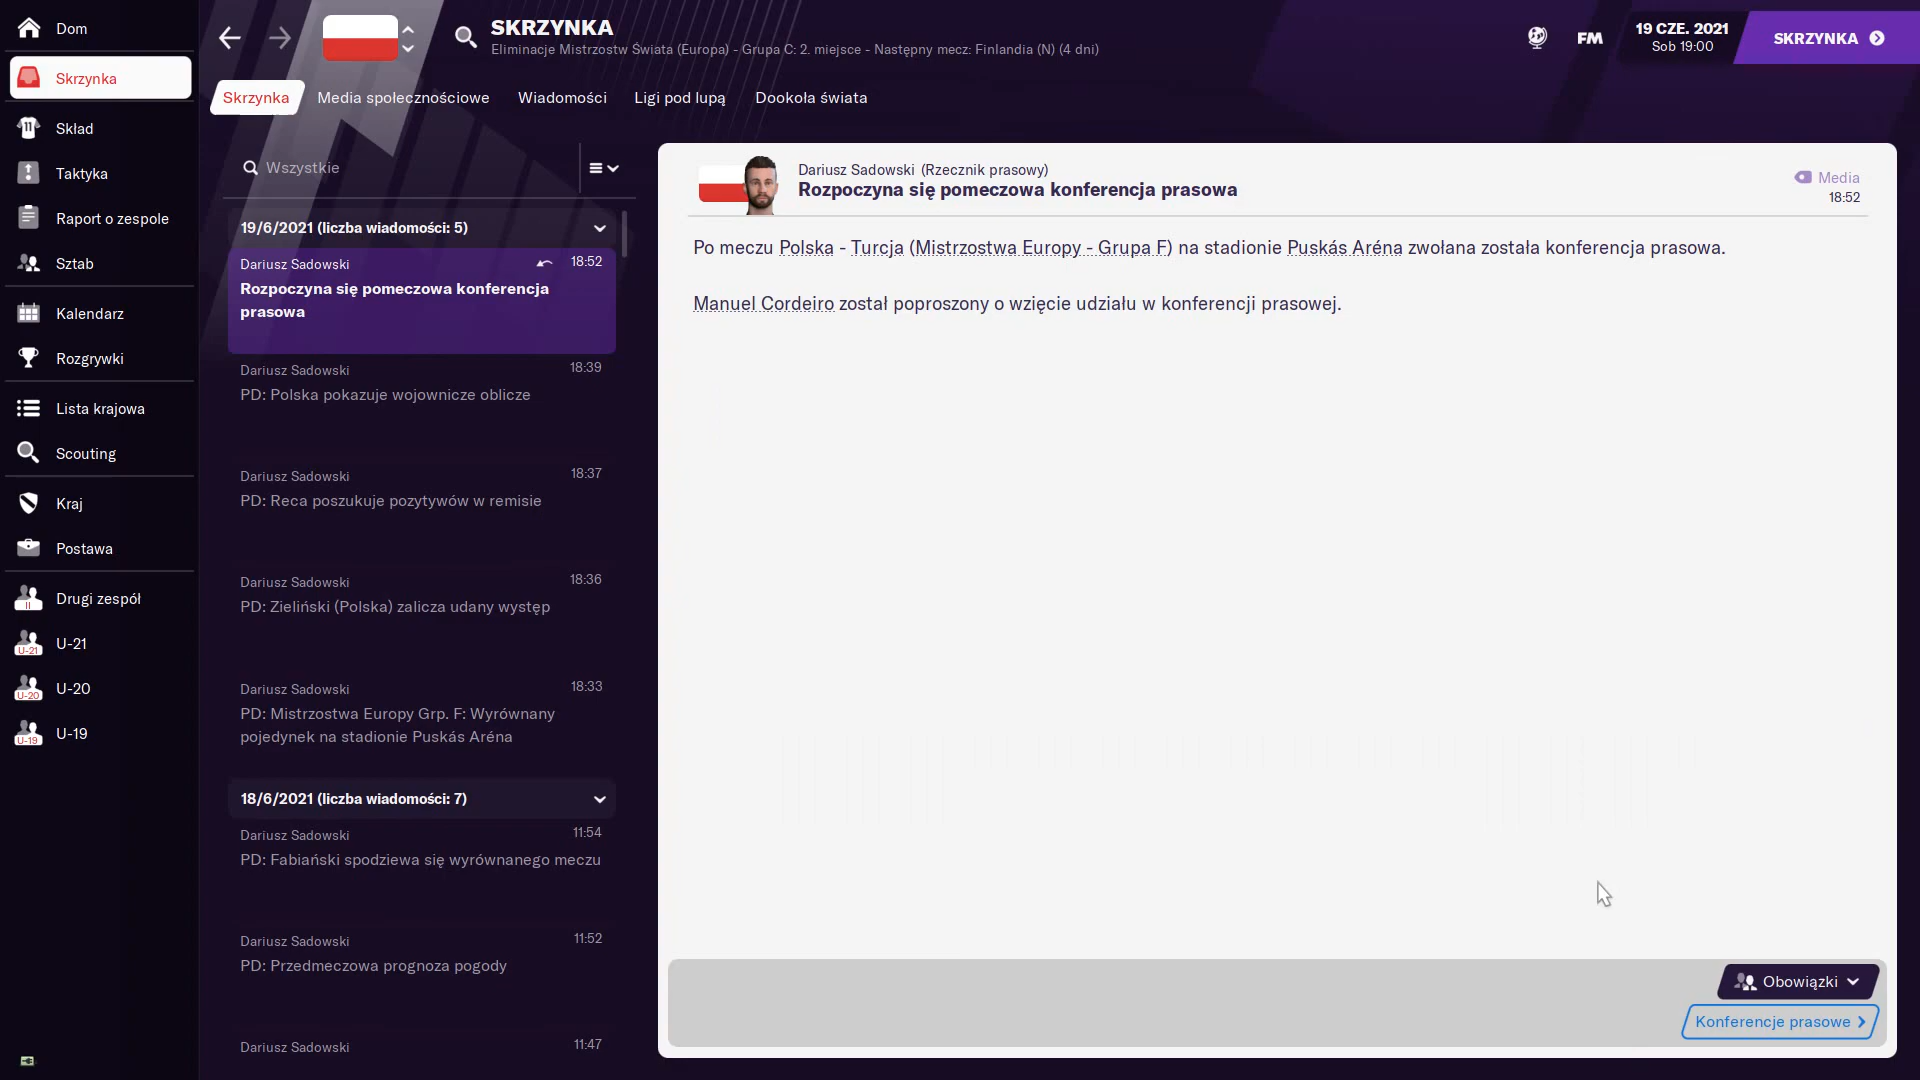 Dom
Skrzynka
Skład
Taktyka
Raport o zespole
Sztab
Kalendarz
Rozgrywki
Lista krajowa
Scouting
Kraj
Postawa
Drugi zespół
II
U-21
U-21
U-20
U-20
U-19
U-19
SKRZYNKA
Eliminacje Mistrzostw Świata (Europa) - Grupa C: 2. miejsce - Następny mecz: Finlandia (N) (4 dni)
FM
19 CZE. 2021
Sob 19:00
SKRZYNKA
Skrzynka
Media społecznościowe
Wiadomości
Ligi pod lupą
Dookoła świata
Wszystkie
19/6/2021 (liczba wiadomości: 5)
Dariusz Sadowski 18:52
Rozpoczyna się pomeczowa konferencja
prasowa
Dariusz Sadowski 18:39
PD: Polska pokazuje wojownicze oblicze
Dariusz Sadowski 18:37
PD: Reca poszukuje pozytywów w remisie
Dariusz Sadowski 18:36
PD: Zieliński (Polska) zalicza udany występ
Dariusz Sadowski 18:33
PD: Mistrzostwa Europy Grp. F: Wyrównany
pojedynek na stadionie Puskás Aréna
18/6/2021 (liczba wiadomości: 7)
Dariusz Sadowski 11:54
PD: Fabiański spodziewa się wyrównanego meczu
Dariusz Sadowski 11:52
PD: Przedmeczowa prognoza pogody
Dariusz Sadowski 11:47
Dariusz Sadowski (Rzecznik prasowy)
Rozpoczyna się pomeczowa konferencja prasowa
Media
18:52
Po meczu Polska - Turcja (Mistrzostwa Europy - Grupa F) na stadionie Puskás Aréna zwołana została konferencja prasowa.
Manuel Cordeiro został poproszony o wzięcie udziału w konferencji prasowej.
Obowiązki
Konferencje prasowe